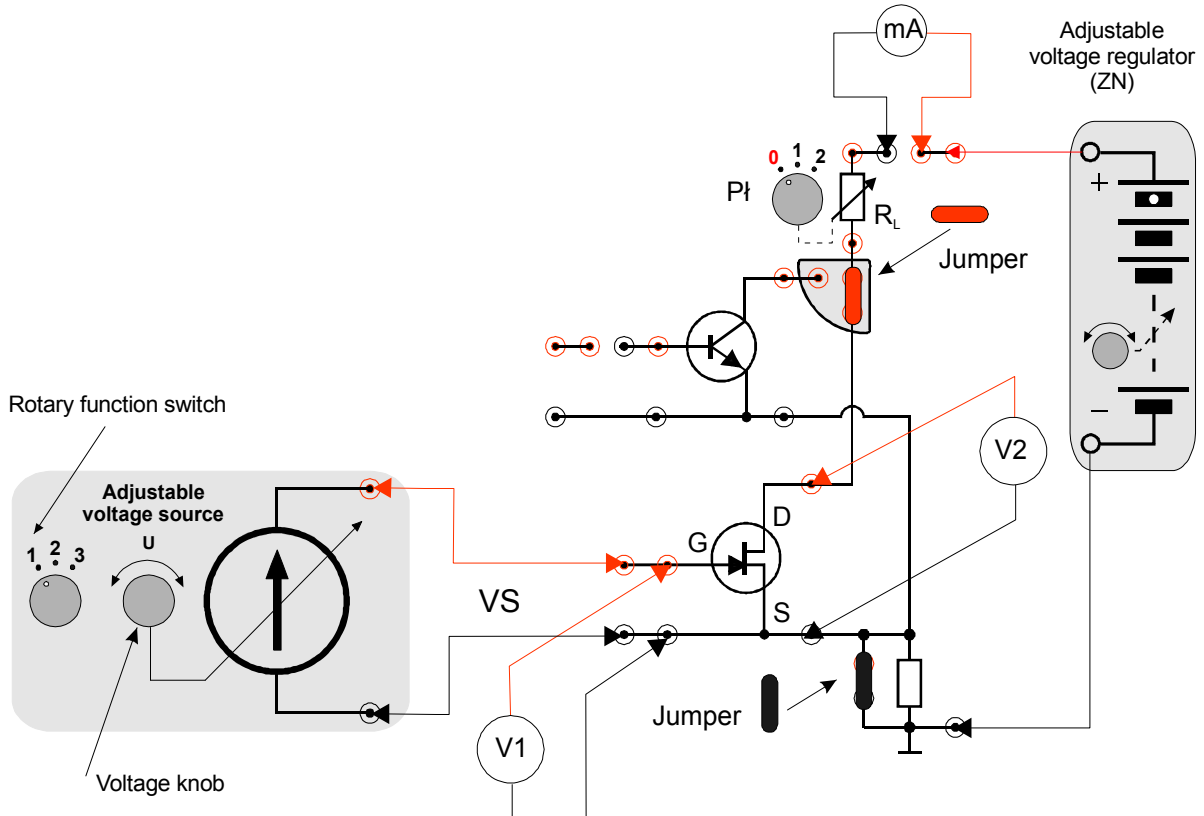 mA
Adjustable
voltage regulator
(ZN)
0 1 2
Pł
R_L
Jumper
+
–
Rotary function switch
V2
Adjustable
voltage source
U
1 2 3
D
G
VS
S
Jumper
V1
Voltage knob